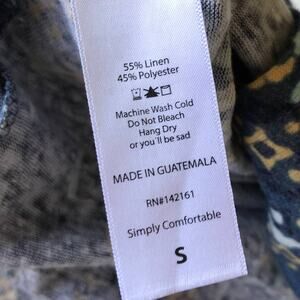 55% Linen
45% Polyester
Machine Wash Cold
Do Not Bleach
Hang Dry
or you'll be sad
MADE IN GUATEMALA
RN#142161
Simply Comfortable
S